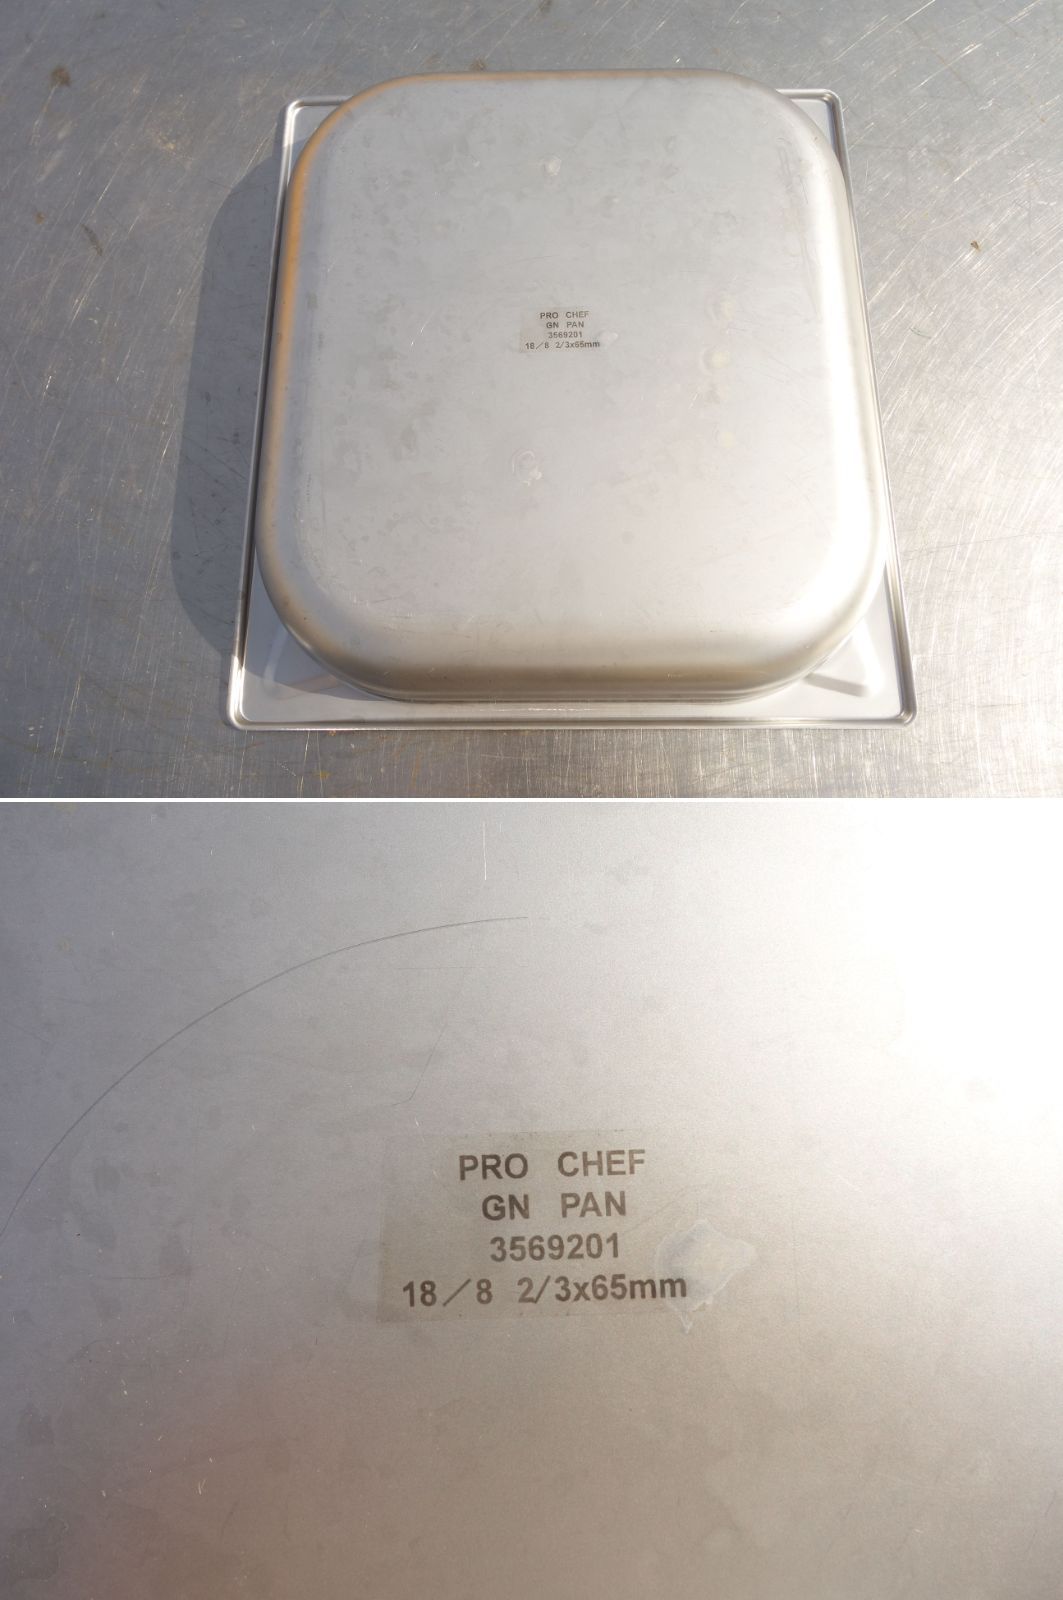 PRO CHEF
GN PAN
3569201
18／8 2/3x65mm
PRO CHEF
GN PAN
3569201
18／8 2/3x65mm